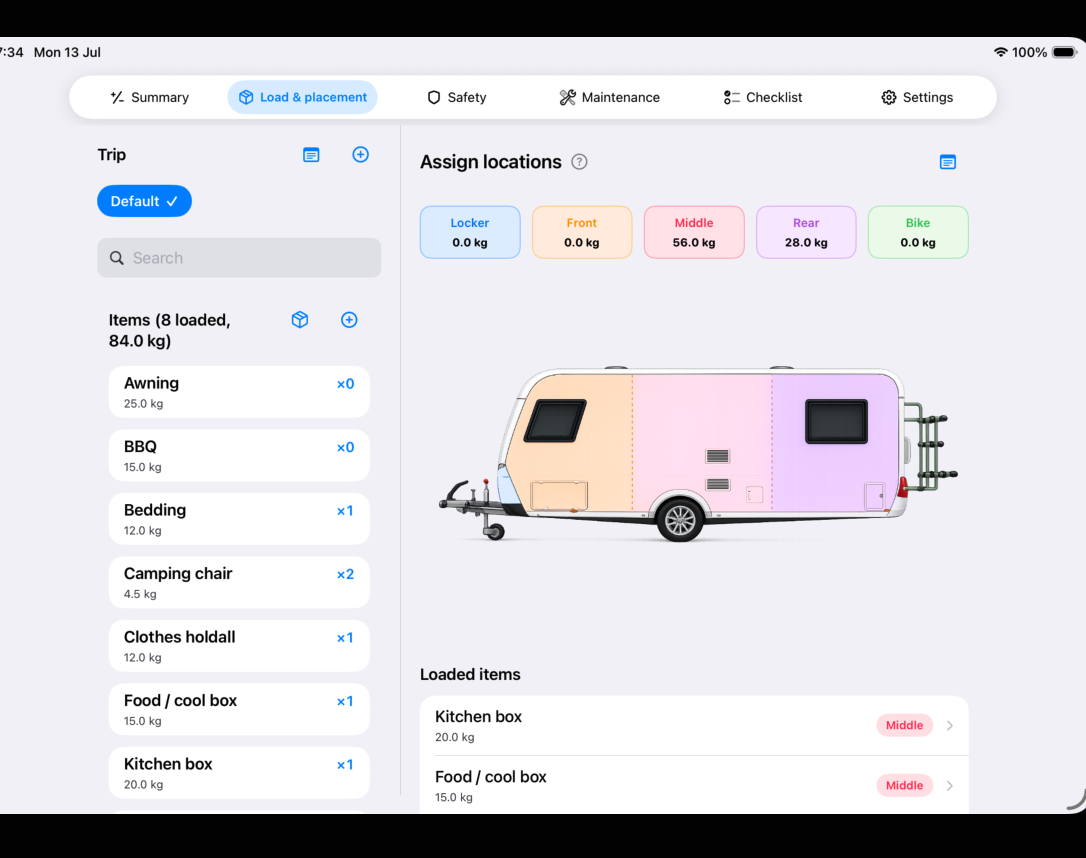 7:34 Mon 13 Jul
100%
Summary
Load & placement
Safety
Maintenance
Checklist
Settings
Trip
Default
Search
Items (8 loaded,
84.0 kg)
Awning
×0
25.0 kg
BBQ
×0
15.0 kg
Bedding
×1
12.0 kg
Camping chair
×2
4.5 kg
Clothes holdall
×1
12.0 kg
Food / cool box
×1
15.0 kg
Kitchen box
×1
20.0 kg
Assign locations ?
Locker
0.0 kg
Front
0.0 kg
Middle
56.0 kg
Rear
28.0 kg
Bike
0.0 kg
Loaded items
Kitchen box
20.0 kg
Middle
Food / cool box
15.0 kg
Middle